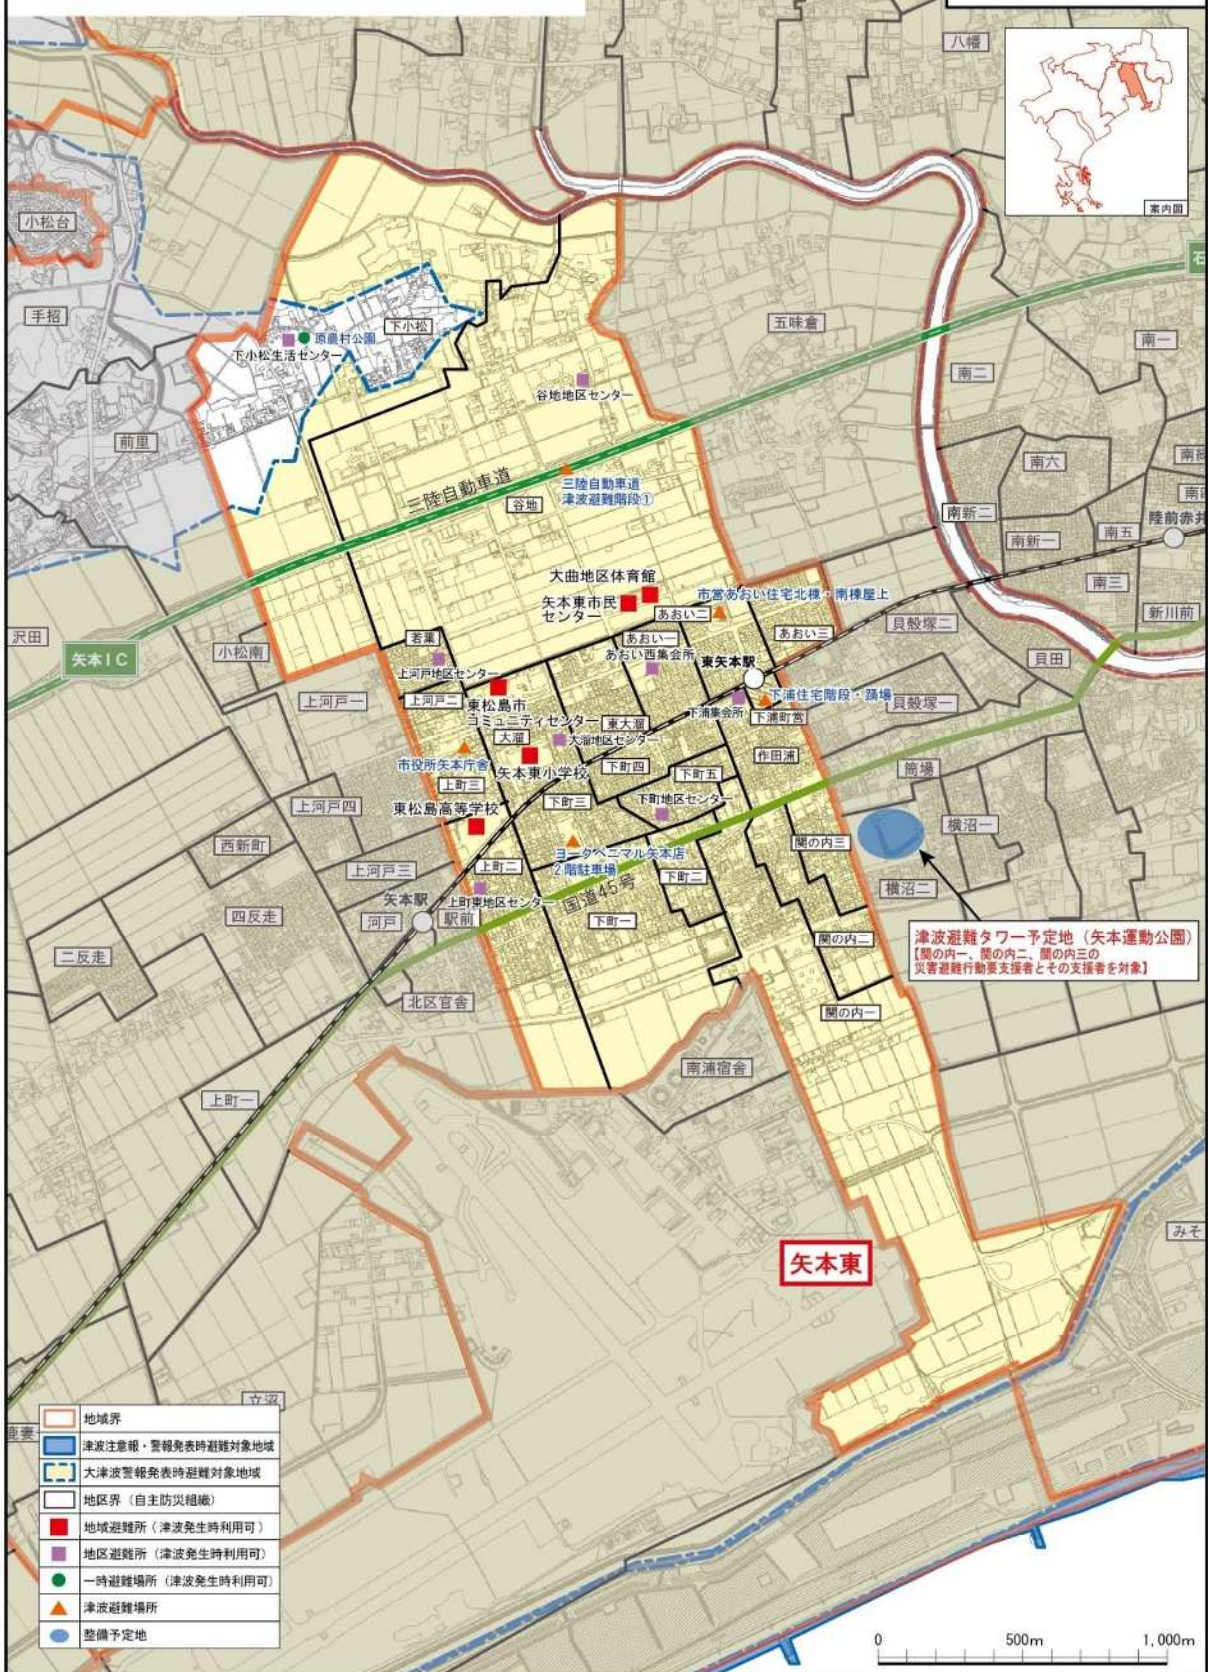 八幡
案内図
小松台
石
手招
下小松
原農村公園
下小松生活センター
五味倉
南一
南二
谷地地区センター
前里
南六
三陸自動車道
三陸自動車道
津波避難階段①
谷地
南新二
南新一
南五
陸前赤井
南三
大曲地区体育館
矢本東市民
センター
市営あおい住宅北棟・南棟屋上
あおい二
あおい三
新川前
貝殻塚二
沢田
矢本IC
小松南
若葉
あおい一
あおい西集会所
東矢本駅
貝田
上河戸地区センター
上河戸一
上河戸二
東松島市
コミュニティセンター
下浦集会所
下浦住宅階段・踊場
下浦町営
貝殻塚一
大溜
東大溜
大溜地区センター
作田浦
市役所矢本庁舎
矢本東小学校
下町四
下町五
筒場
上町三
上河戸四
下町三
下町地区センター
東松島高等学校
横沼一
西新町
関の内三
上河戸三
上町二
ヨークベニマル矢本店
2階駐車場
下町二
横沼二
矢本駅
上町東地区センター
国道45号
四反走
河戸
駅前
下町一
二反走
関の内二
津波避難タワー予定地（矢本運動公園）
【関の内一、関の内二、関の内三の
災害避難行動要支援者とその支援者を対象】
北区官舎
関の内一
南浦宿舎
上町一
みそ
矢本東
立沼
鹿妻
地域界
津波注意報・警報発表時避難対象地域
大津波警報発表時避難対象地域
地区界（自主防災組織）
地域避難所（津波発生時利用可）
地区避難所（津波発生時利用可）
一時避難場所（津波発生時利用可）
津波避難場所
整備予定地
0 500m 1,000m